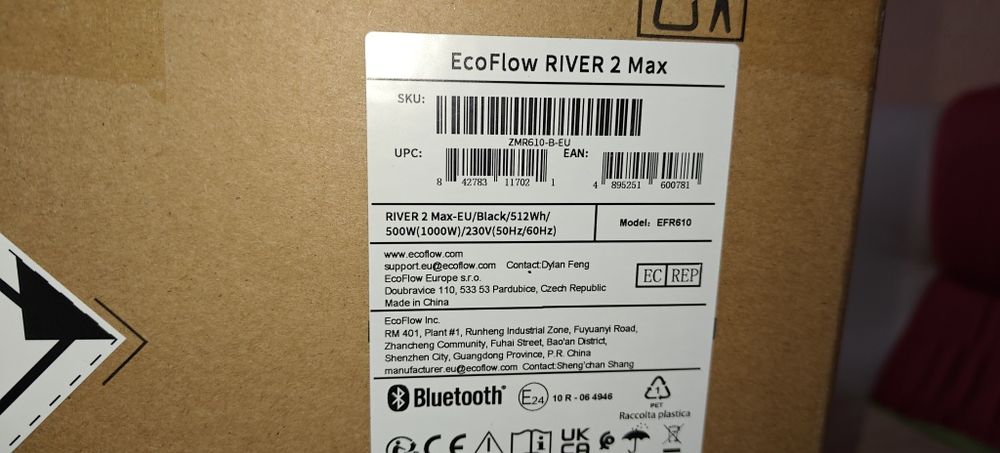 EcoFlow RIVER 2 Max
SKU:
ZMR610-B-EU
UPC:
8 42783 11702 1
EAN:
4 895251 600781
RIVER 2 Max-EU/Black/512Wh/
500W(1000W)/230V(50Hz/60Hz)
Model: EFR610
www.ecoflow.com
support.eu@ecoflow.com Contact:Dylan Feng
EcoFlow Europe s.r.o.
Doubravice 110, 533 53 Pardubice, Czech Republic
Made in China
EC REP
EcoFlow Inc.
RM 401, Plant #1, Runheng Industrial Zone, Fuyuanyi Road,
Zhancheng Community, Fuhai Street, Bao'an District,
Shenzhen City, Guangdong Province, P.R. China
manufacturer.eu@ecoflow.com Contact:Sheng'chan Shang
Bluetooth®
E24
10 R - 06 4946
1
PET
Raccolta plastica
CE
i
UK
CA